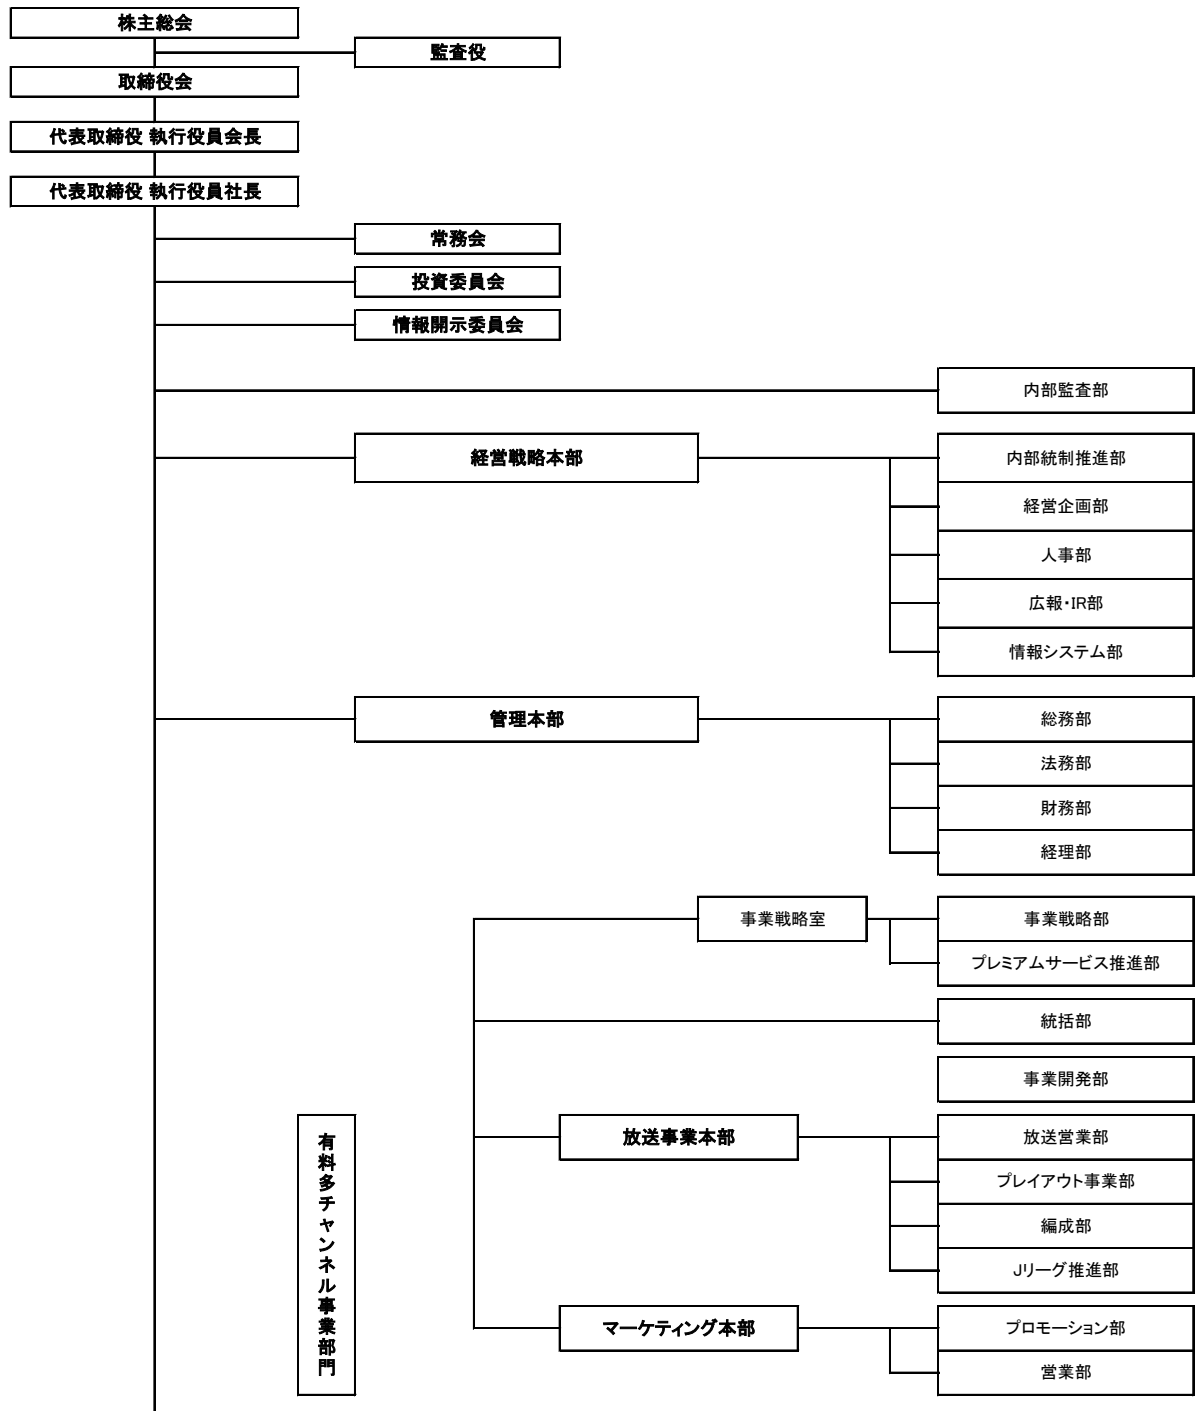 株主総会
監査役
取締役会
代表取締役 執行役員会長
代表取締役 執行役員社長
常務会
投資委員会
情報開示委員会
内部監査部
経営戦略本部
内部統制推進部
経営企画部
人事部
広報・IR部
情報システム部
管理本部
総務部
法務部
財務部
経理部
事業戦略室
事業戦略部
プレミアムサービス推進部
統括部
事業開発部
有料多チャンネル事業部門
放送事業本部
放送営業部
プレイアウト事業部
編成部
Jリーグ推進部
マーケティング本部
プロモーション部
営業部